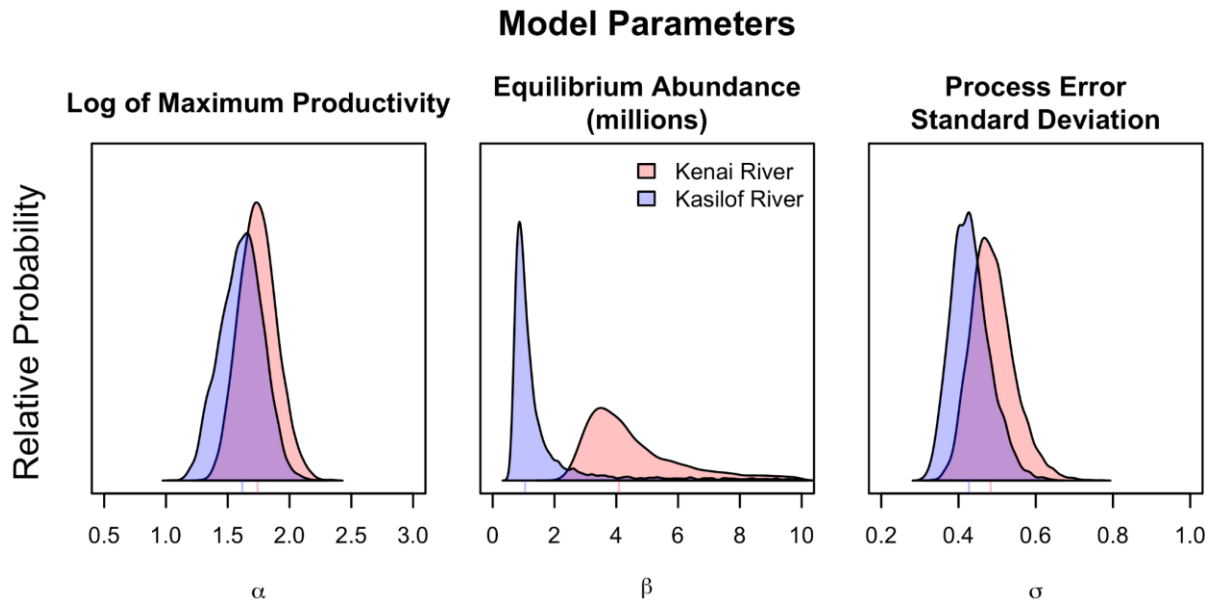 Model Parameters
Log of Maximum Productivity
Equilibrium Abundance
(millions)
Process Error
Standard Deviation
Relative Probability
Kenai River
Kasilof River
0.5 1.0 1.5 2.0 2.5 3.0
0 2 4 6 8 10
0.2 0.4 0.6 0.8 1.0
α
β
σ